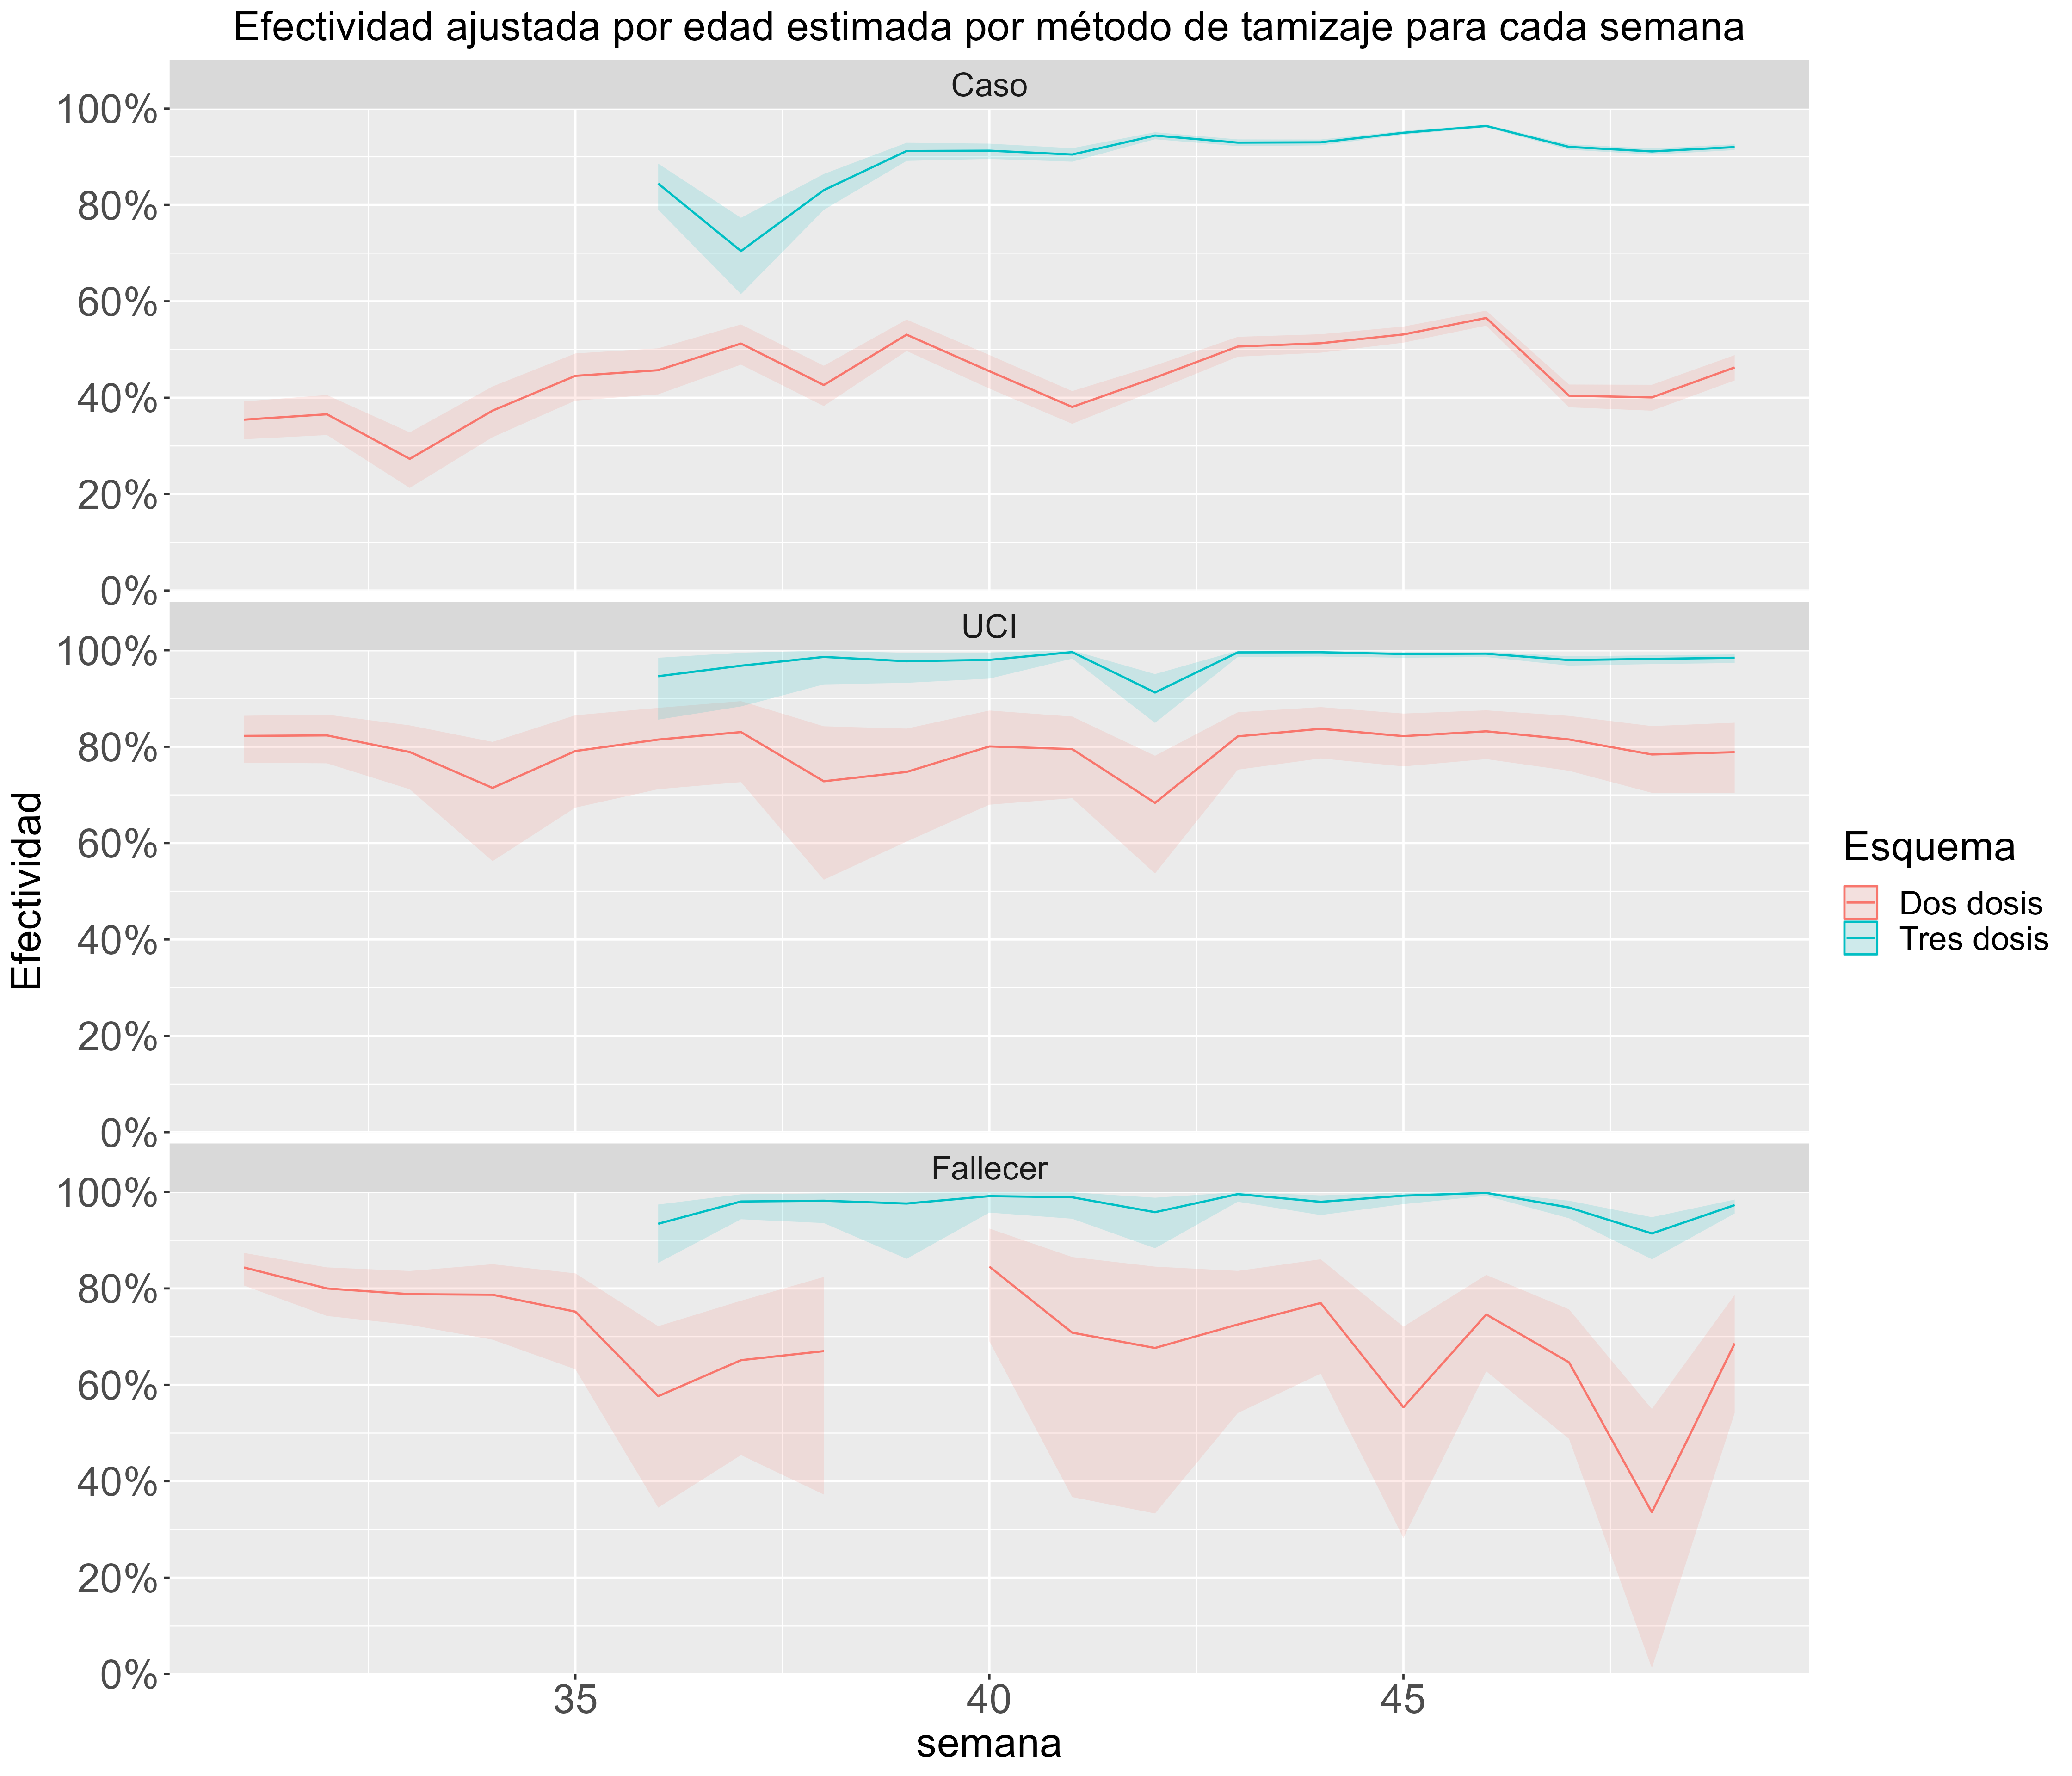 Efectividad ajustada por edad estimada por método de tamizaje para cada semana
Caso
100%
80%
60%
40%
20%
0%
UCI
100%
80%
60%
40%
20%
0%
Fallecer
100%
80%
60%
40%
20%
0%
35
40
45
semana
Efectividad
Esquema
Dos dosis
Tres dosis